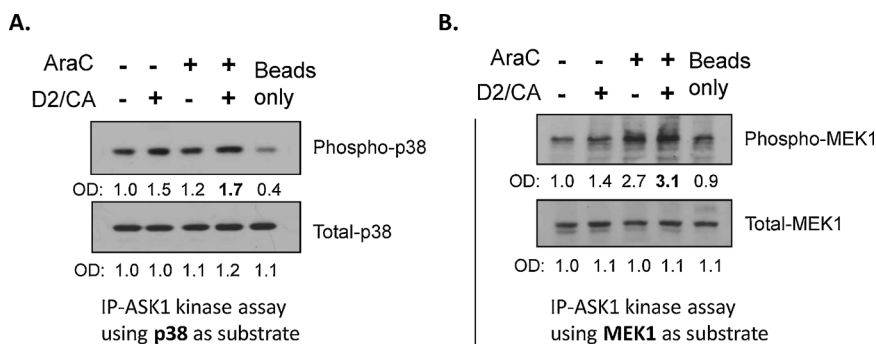 A.
AraC - - + + Beads only
D2/CA - + - +
Phospho-p38
OD: 1.0 1.5 1.2 1.7 0.4
Total-p38
OD: 1.0 1.0 1.1 1.2 1.1
IP-ASK1 kinase assay
using p38 as substrate
B.
AraC - - + + Beads only
D2/CA - + - +
Phospho-MEK1
OD: 1.0 1.4 2.7 3.1 0.9
Total-MEK1
OD: 1.0 1.1 1.0 1.1 1.1
IP-ASK1 kinase assay
using MEK1 as substrate